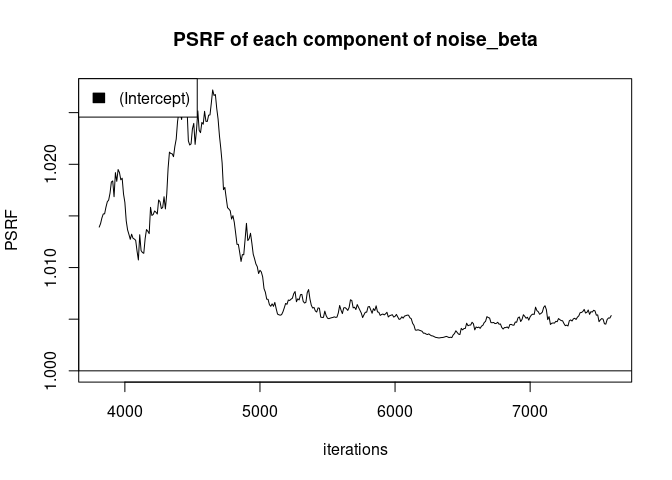 PSRF of each component of noise_beta
(Intercept)
PSRF
1.020
1.010
1.000
4000 5000 6000 7000
iterations